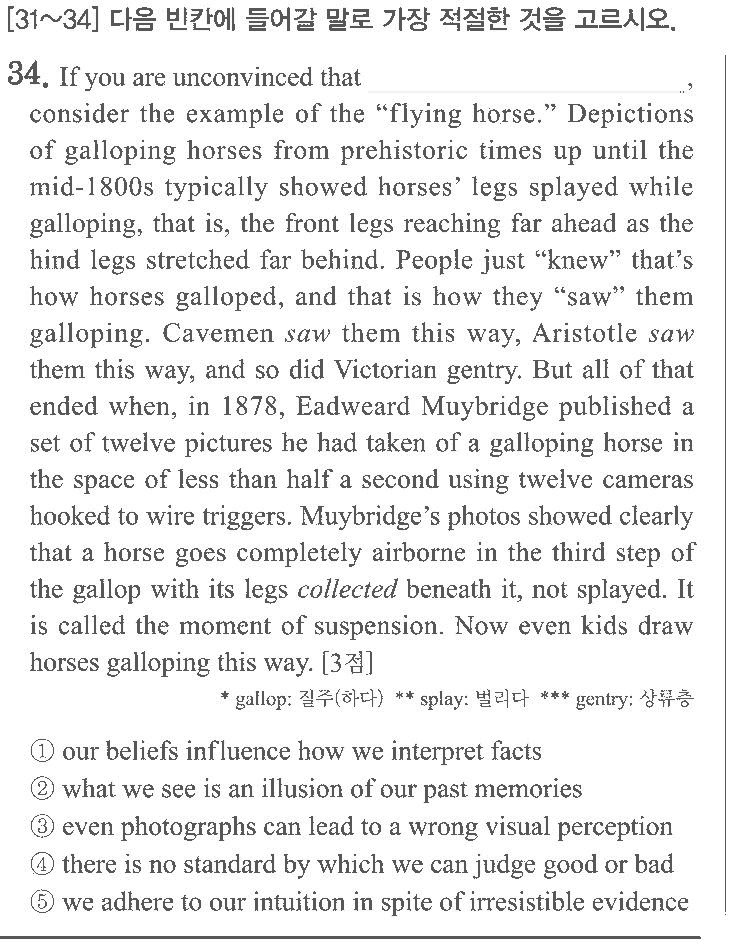 [31~34] 다음 빈칸에 들어갈 말로 가장 적절한 것을 고르시오.
34. If you are unconvinced that ,
consider the example of the “flying horse.” Depictions
of galloping horses from prehistoric times up until the
mid-1800s typically showed horses’ legs splayed while
galloping, that is, the front legs reaching far ahead as the
hind legs stretched far behind. People just “knew” that’s
how horses galloped, and that is how they “saw” them
galloping. Cavemen saw them this way, Aristotle saw
them this way, and so did Victorian gentry. But all of that
ended when, in 1878, Eadweard Muybridge published a
set of twelve pictures he had taken of a galloping horse in
the space of less than half a second using twelve cameras
hooked to wire triggers. Muybridge’s photos showed clearly
that a horse goes completely airborne in the third step of
the gallop with its legs collected beneath it, not splayed. It
is called the moment of suspension. Now even kids draw
horses galloping this way. [3점]
* gallop: 질주(하다) ** splay: 벌리다 *** gentry: 상류층
① our beliefs influence how we interpret facts
② what we see is an illusion of our past memories
③ even photographs can lead to a wrong visual perception
④ there is no standard by which we can judge good or bad
⑤ we adhere to our intuition in spite of irresistible evidence